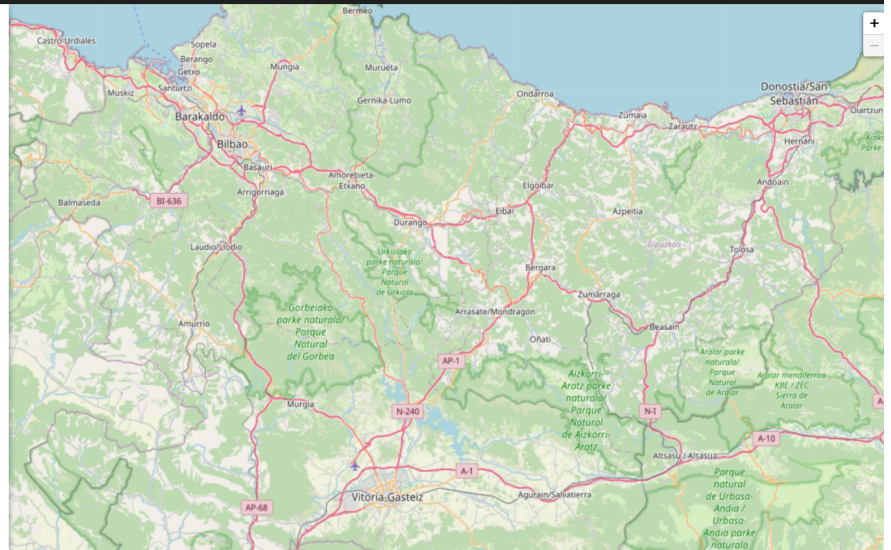 Bermeo
Castro-Urdiales
Sopela
Berango
Getxo
Mungia
Murueta
Santurtzi
Muskiz
Gernika-Lumo
Ondarroa
Donostia/San
Sebastián
+
−
Barakaldo
Zumaia
Zarautz
Oiartzun
Bilbao
Hernani
Aiako
Parke
Basauri
Amorebieta-
Etxano
Arrigorriaga
Elgoibar
Andoain
BI-636
Balmaseda
Durango
Eibar
Azpeitia
Laudio/Llodio
Urkiolako
parke naturala/
Parque
Natural
de Urkiola
Gipuzkoa
Tolosa
Bergara
Zumarraga
Gorbeiako
parke naturala/
Parque
Natural
del Gorbea
Arrasate/Mondragón
Amurrio
Beasain
Oñati
AP-1
Aralar parke
naturala/
Parque
Natural
de Aralar
Aizkorri-
Aratz parke
naturala/
Parque
Natural
de Aizkorri-
Aratz
Aralar mendilerroa
KBE / ZEC
Sierra de
Aralar
A-
Murgia
N-240
N-I
A-10
Altsasu / Alsasua
A-1
Vitoria-Gasteiz
Agurain/Salvatierra
AP-68
Parque
natural
de Urbasa-
Andia /
Urbasa-
Andia parke
naturala